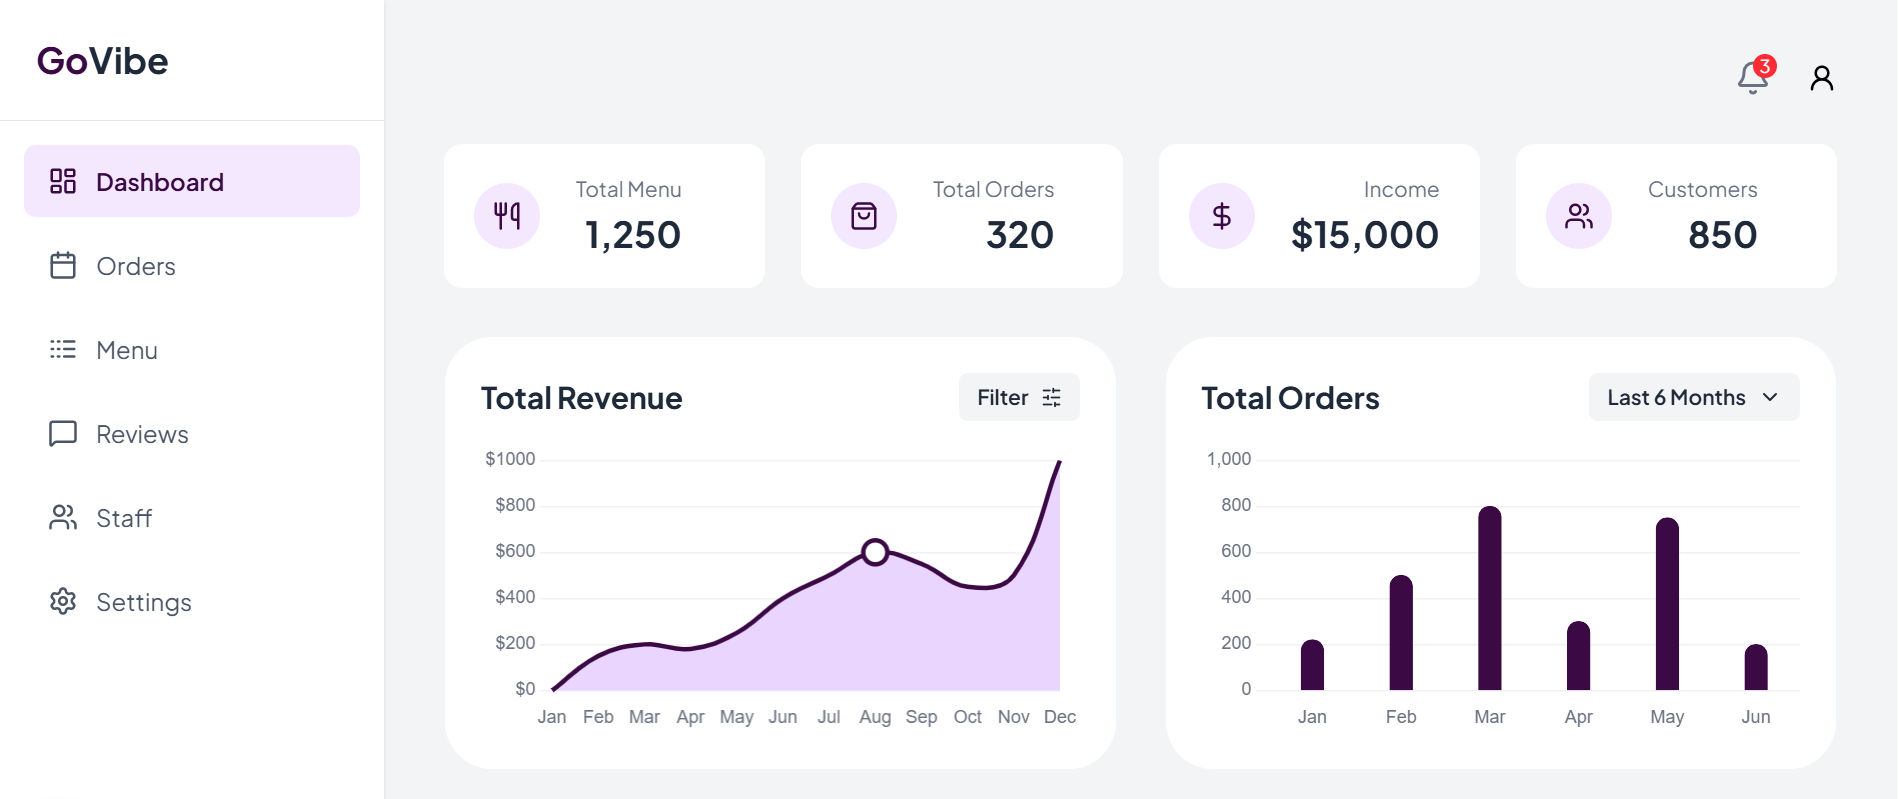 GoVibe
3
Dashboard
Orders
Menu
Reviews
Staff
Settings
Total Menu
1,250
Total Orders
320
Income
$15,000
Customers
850
Total Revenue
Filter
$1000
$800
$600
$400
$200
$0
Jan Feb Mar Apr May Jun Jul Aug Sep Oct Nov Dec
Total Orders
Last 6 Months
1,000
800
600
400
200
0
Jan Feb Mar Apr May Jun